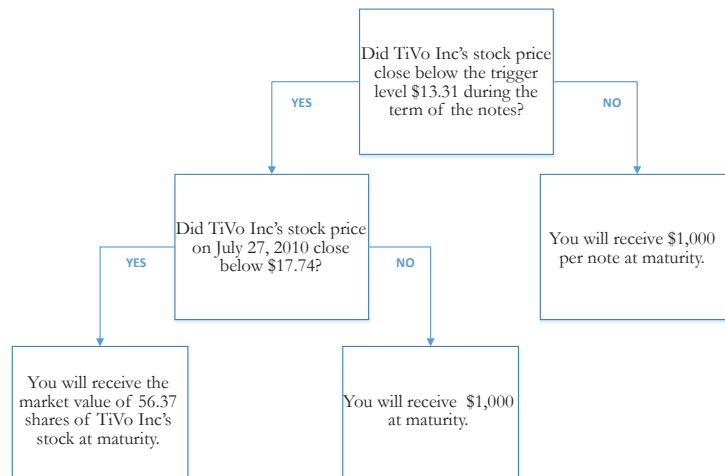 Did TiVo Inc's stock price
close below the trigger
level $13.31 during the
term of the notes?
YES
NO
Did TiVo Inc's stock price
on July 27, 2010 close
below $17.74?
You will receive $1,000
per note at maturity.
YES
NO
You will receive the
market value of 56.37
shares of TiVo Inc's
stock at maturity.
You will receive $1,000
at maturity.